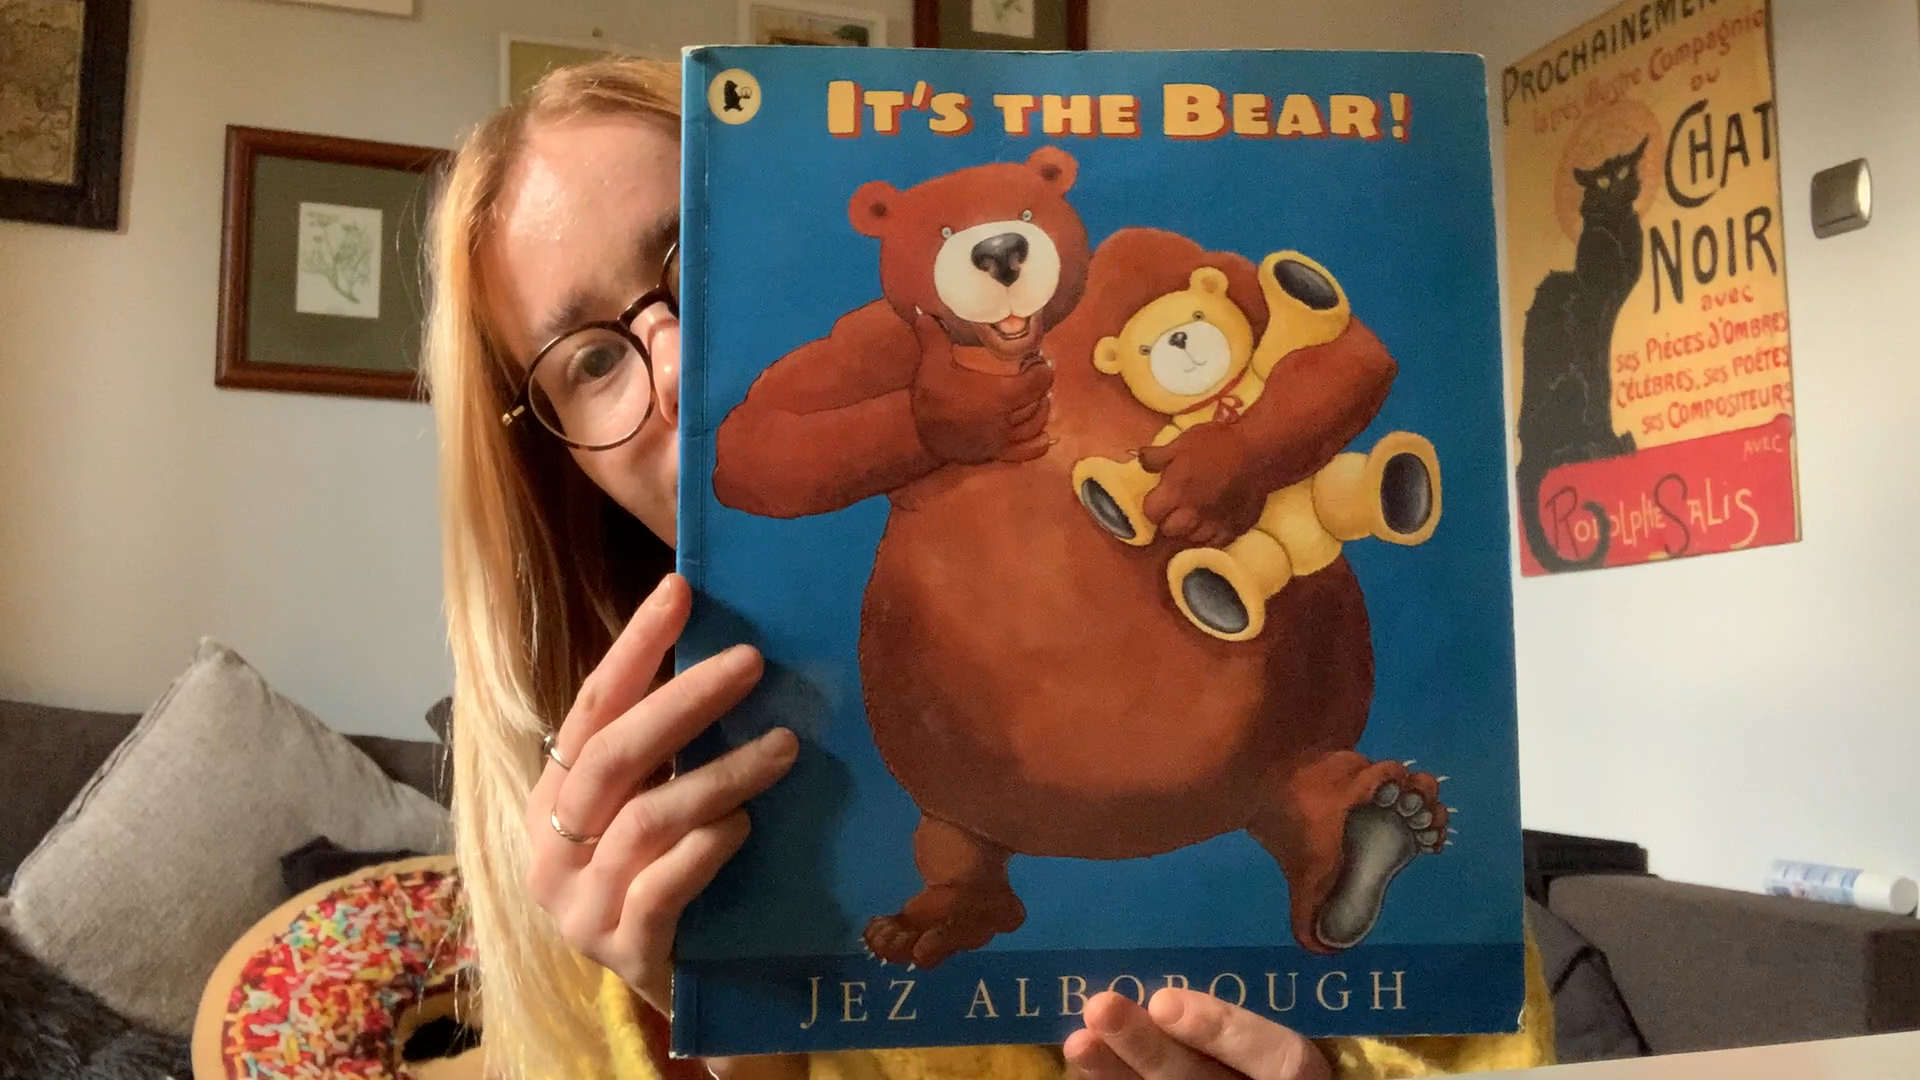 IT'S THE BEAR!
JEZ ALBOROUGH
PROCHAINEMEN
la très illustre Compagnie
du
CHAT
NOIR
avec
ses PIÈCES d'OMBRES
CÉLÈBRES, ses POÈTES
ses COMPOSITEURS
AVEC
RODOLPHE SALIS